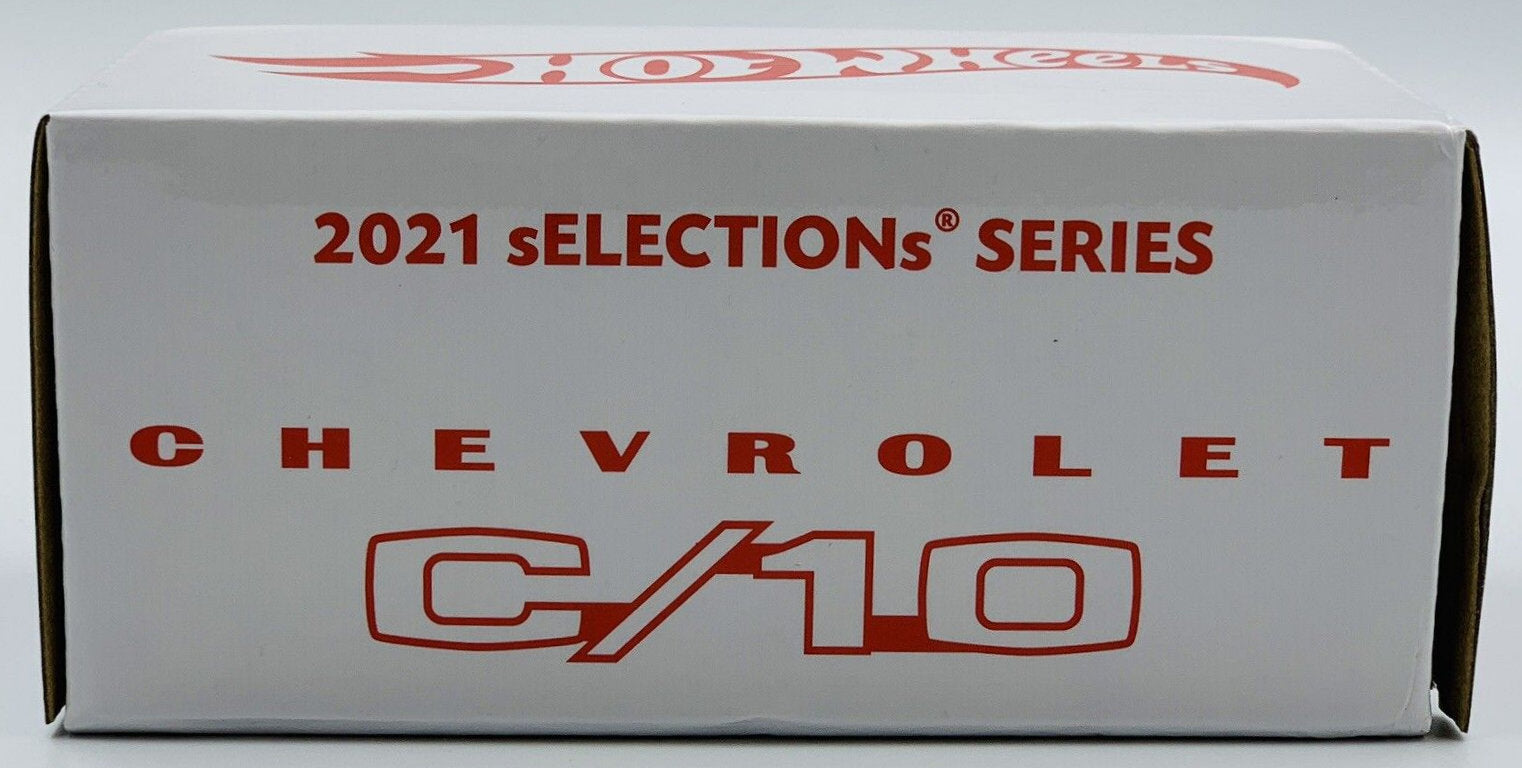 Hot Wheels
2021 sELECTIONs® SERIES
CHEVROLET
C/10